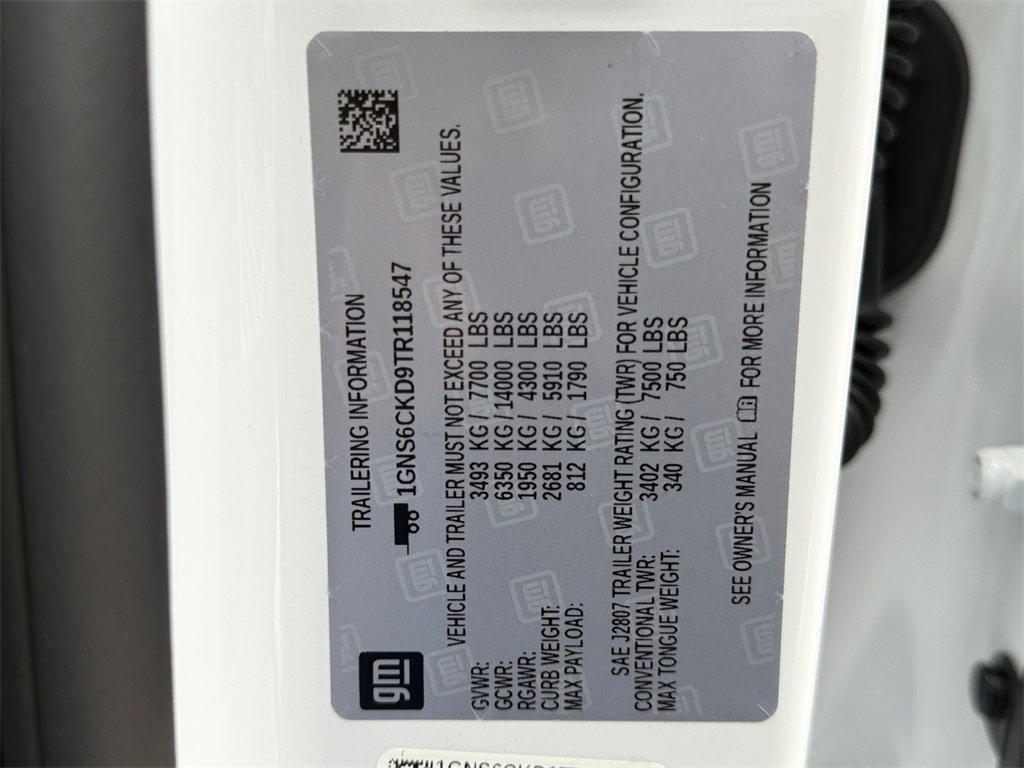 TRAILERING INFORMATION
1GNS6CKD9TR118547
gm
VEHICLE AND TRAILER MUST NOT EXCEED ANY OF THESE VALUES.
GVWR: 3493 KG / 7700 LBS
GCWR: 6350 KG /14000 LBS
RGAWR: 1950 KG / 4300 LBS
CURB WEIGHT: 2681 KG / 5910 LBS
MAX PAYLOAD: 812 KG / 1790 LBS
SAE J2807 TRAILER WEIGHT RATING (TWR) FOR VEHICLE CONFIGURATION.
CONVENTIONAL TWR: 3402 KG / 7500 LBS
MAX TONGUE WEIGHT: 340 KG / 750 LBS
SEE OWNER'S MANUAL FOR MORE INFORMATION